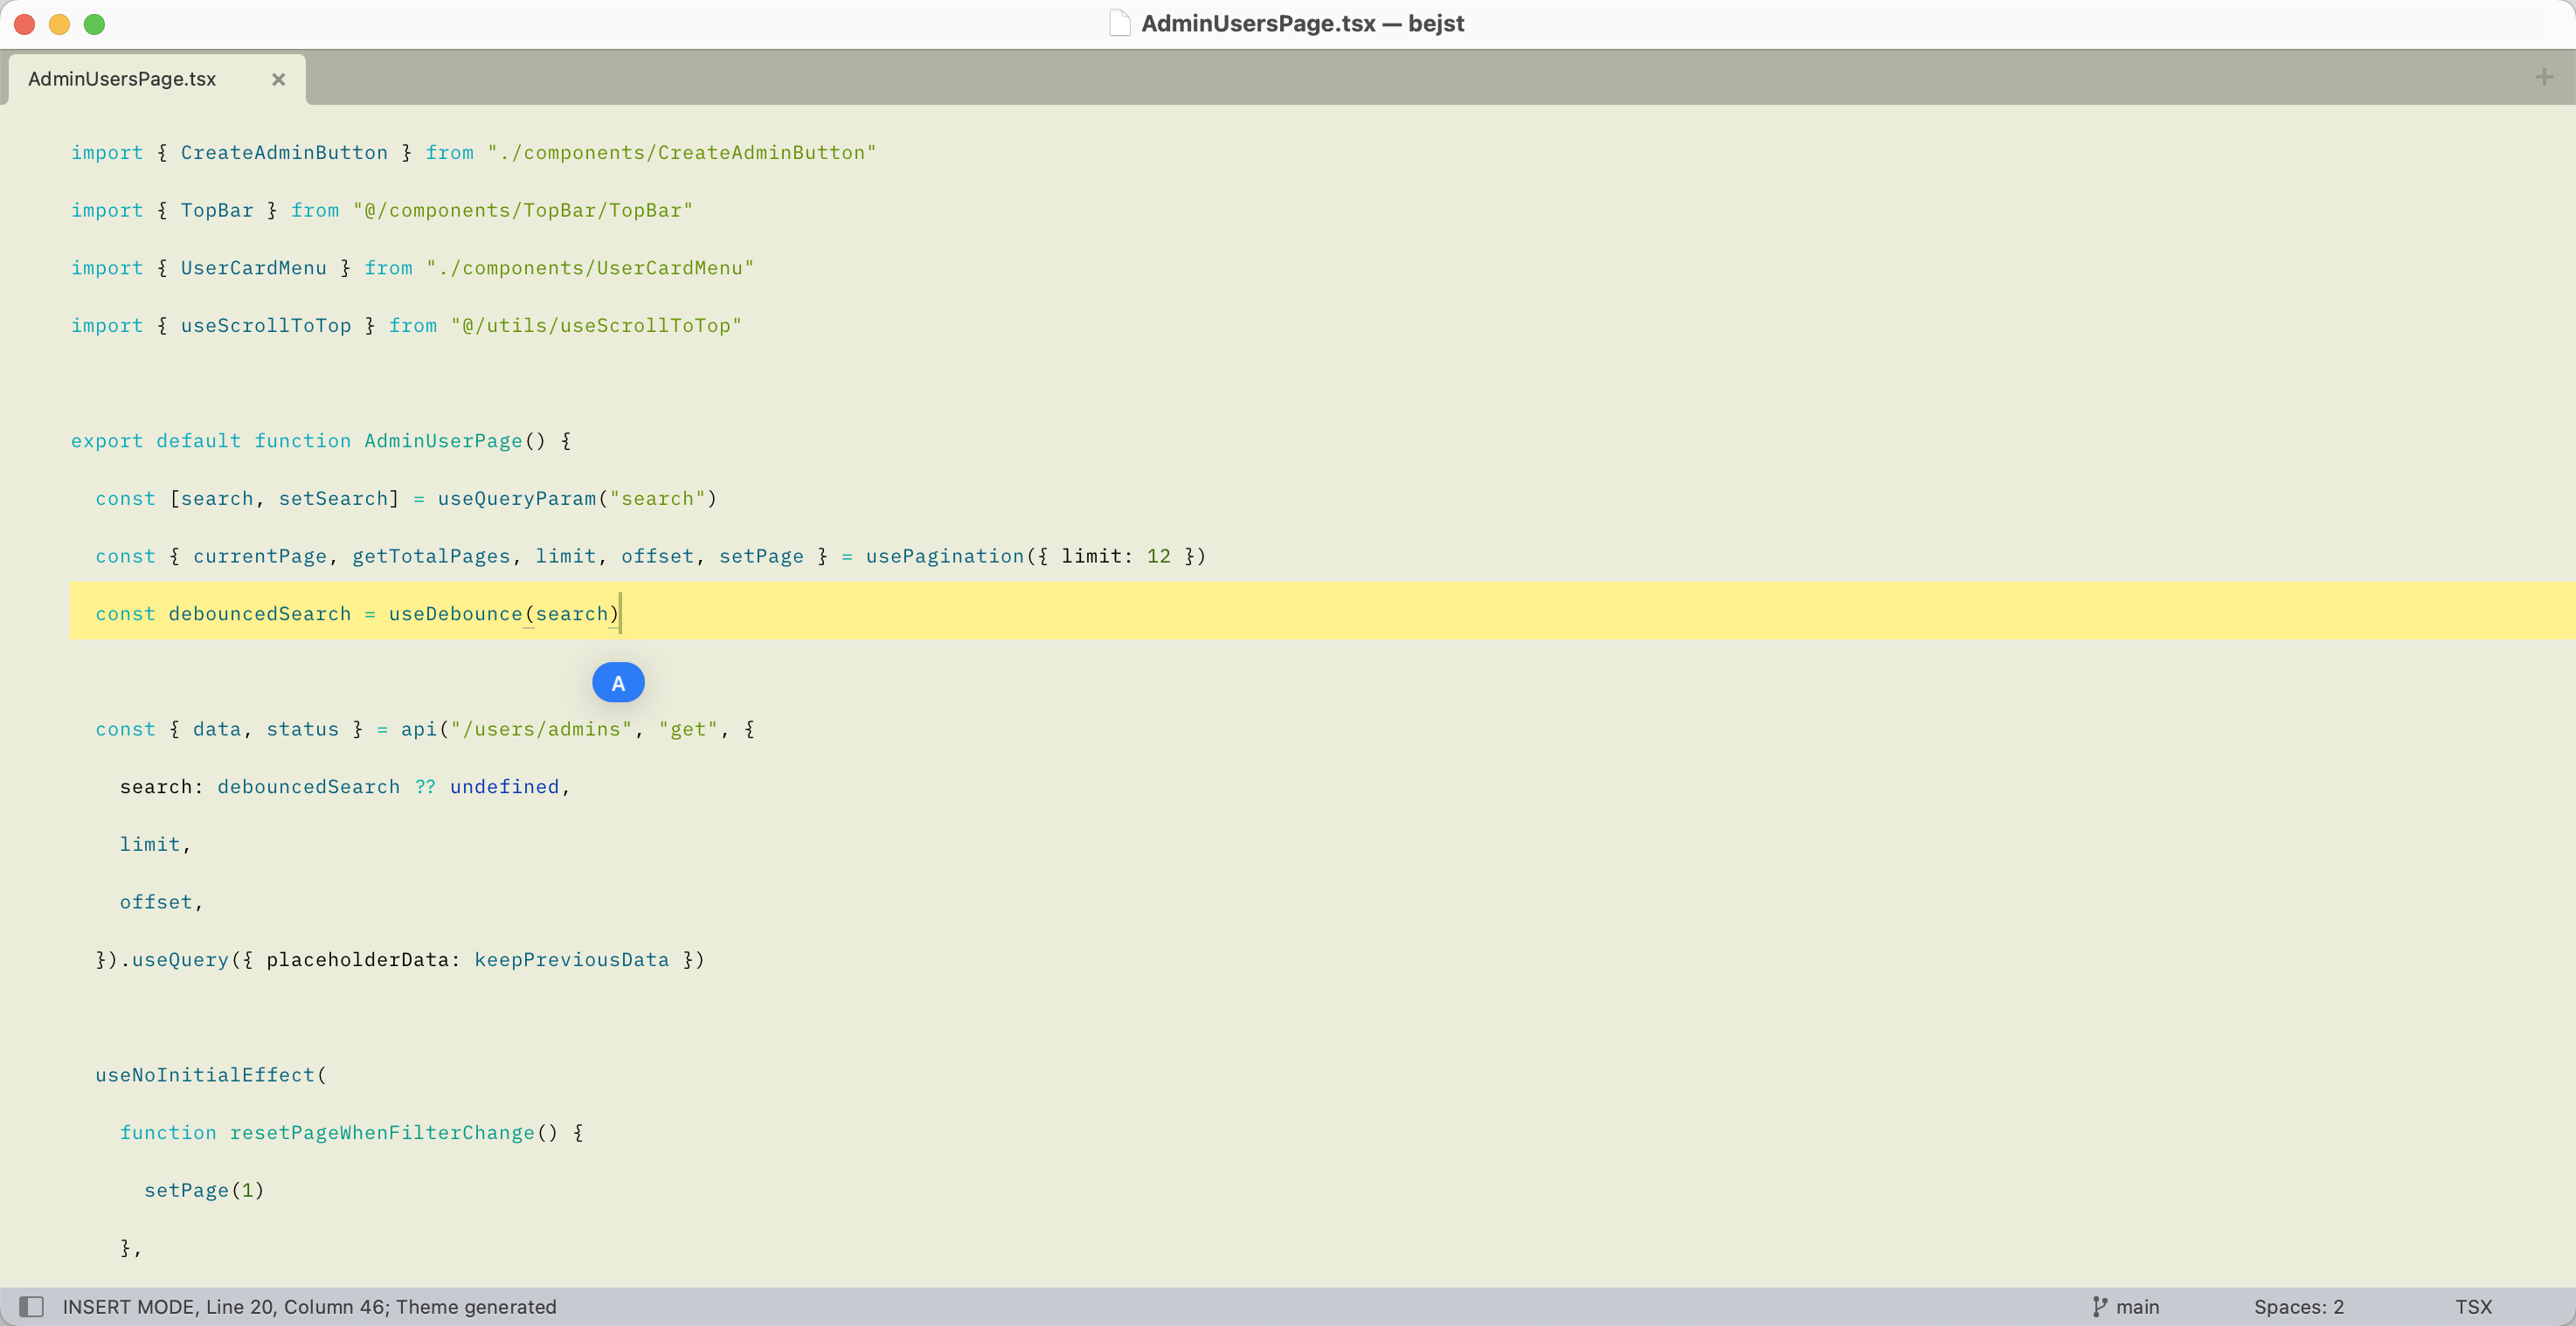 AdminUsersPage.tsx — bejst
AdminUsersPage.tsx
import { CreateAdminButton } from "./components/CreateAdminButton"
import { TopBar } from "@/components/TopBar/TopBar"
import { UserCardMenu } from "./components/UserCardMenu"
import { useScrollToTop } from "@/utils/useScrollToTop"
export default function AdminUserPage() {
const [search, setSearch] = useQueryParam("search")
const { currentPage, getTotalPages, limit, offset, setPage } = usePagination({ limit: 12 })
const debouncedSearch = useDebounce(search)
A
const { data, status } = api("/users/admins", "get", {
search: debouncedSearch ?? undefined,
limit,
offset,
}).useQuery({ placeholderData: keepPreviousData })
useNoInitialEffect(
function resetPageWhenFilterChange() {
setPage(1)
},
INSERT MODE, Line 20, Column 46; Theme generated
main
Spaces: 2
TSX